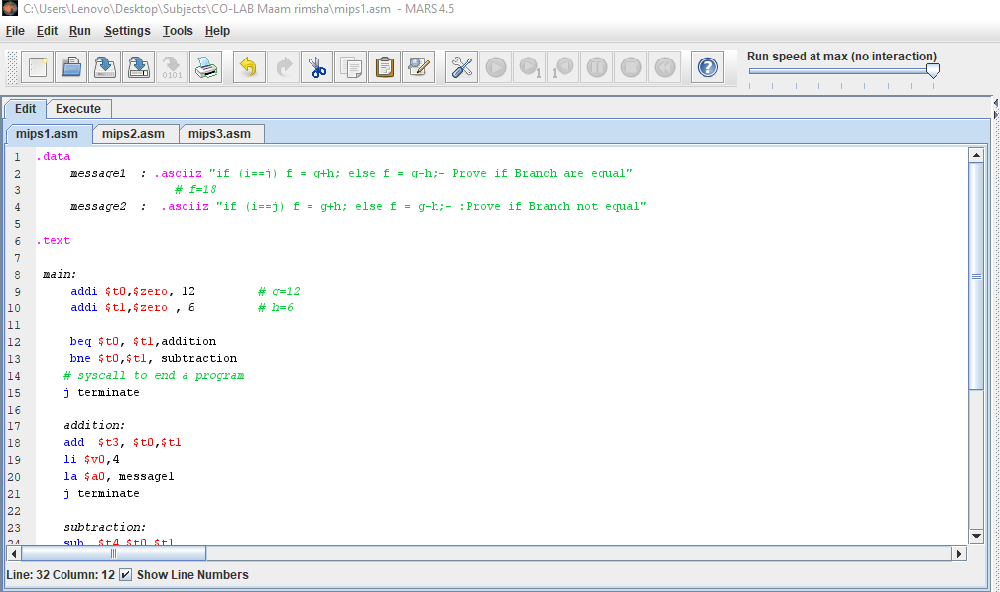 C:\Users\Lenovo\Desktop\Subjects\CO-LAB Maam rimsha\mips1.asm - MARS 4.5
File Edit Run Settings Tools Help
Run speed at max (no interaction)
Edit Execute
mips1.asm mips2.asm mips3.asm
1 .data
2 message1 : .asciiz "if (i==j) f = g+h; else f = g-h;- Prove if Branch are equal"
3 # f=18
4 message2 : .asciiz "if (i==j) f = g+h; else f = g-h;- :Prove if Branch not equal"
5
6 .text
7
8 main:
9 addi $t0,$zero, 12 # g=12
10 addi $t1,$zero , 6 # h=6
11
12 beq $t0, $t1,addition
13 bne $t0,$t1, subtraction
14 # syscall to end a program
15 j terminate
16
17 addition:
18 add $t3, $t0,$t1
19 li $v0,4
20 la $a0, message1
21 j terminate
22
23 subtraction:
24 sub $t4,$t0,$t1
Line: 32 Column: 12 Show Line Numbers